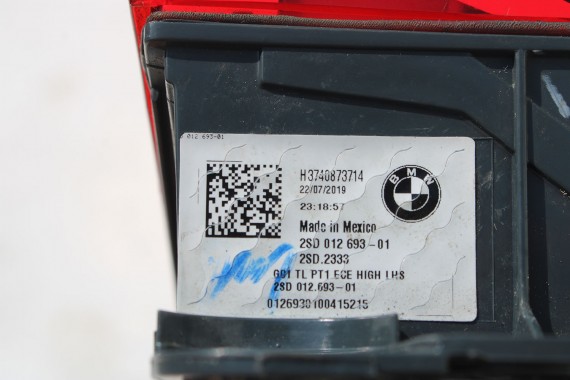 012 693-01
H3740873714
22/07/2019
BMW
23:18:57
Made in Mexico
2SD 012 693-01
2SD.2333
G01 TL PT1 ECE HIGH LHS
2SD 012.693-01
0126930100415215